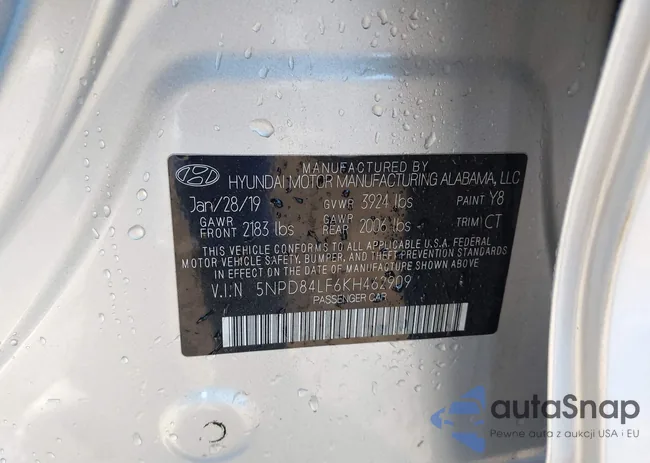 MANUFACTURED BY
HYUNDAI MOTOR MANUFACTURING ALABAMA, LLC
Jan/28/19 GVWR 3924 lbs PAINT Y8
GAWR FRONT 2183 lbs GAWR REAR 2006 lbs TRIM CT
THIS VEHICLE CONFORMS TO ALL APPLICABLE U.S.A. FEDERAL
MOTOR VEHICLE SAFETY, BUMPER, AND THEFT PREVENTION STANDARDS
IN EFFECT ON THE DATE OF MANUFACTURE SHOWN ABOVE.
V.I.N 5NPD84LF6KH462909
PASSENGER CAR
autaSnap
Pewne auta z aukcji USA i EU